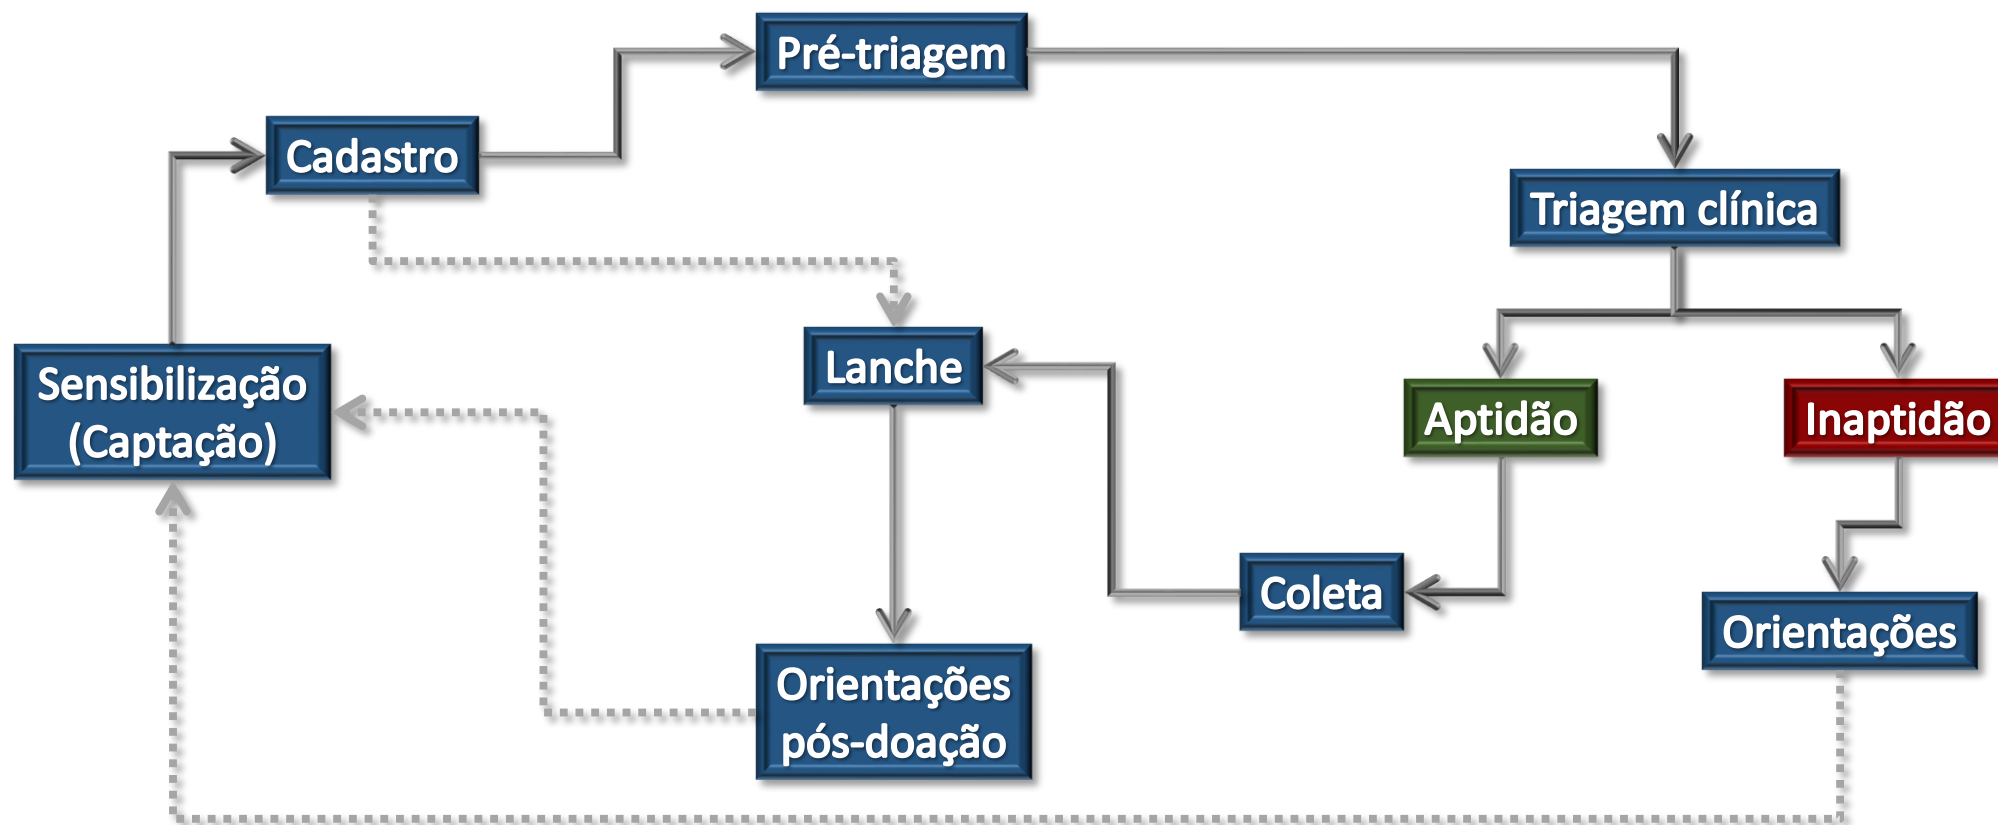 Pré-triagem
Cadastro
Triagem clínica
Lanche
Sensibilização
(Captação)
Aptidão
Inaptidão
Coleta
Orientações
Orientações
pós-doação